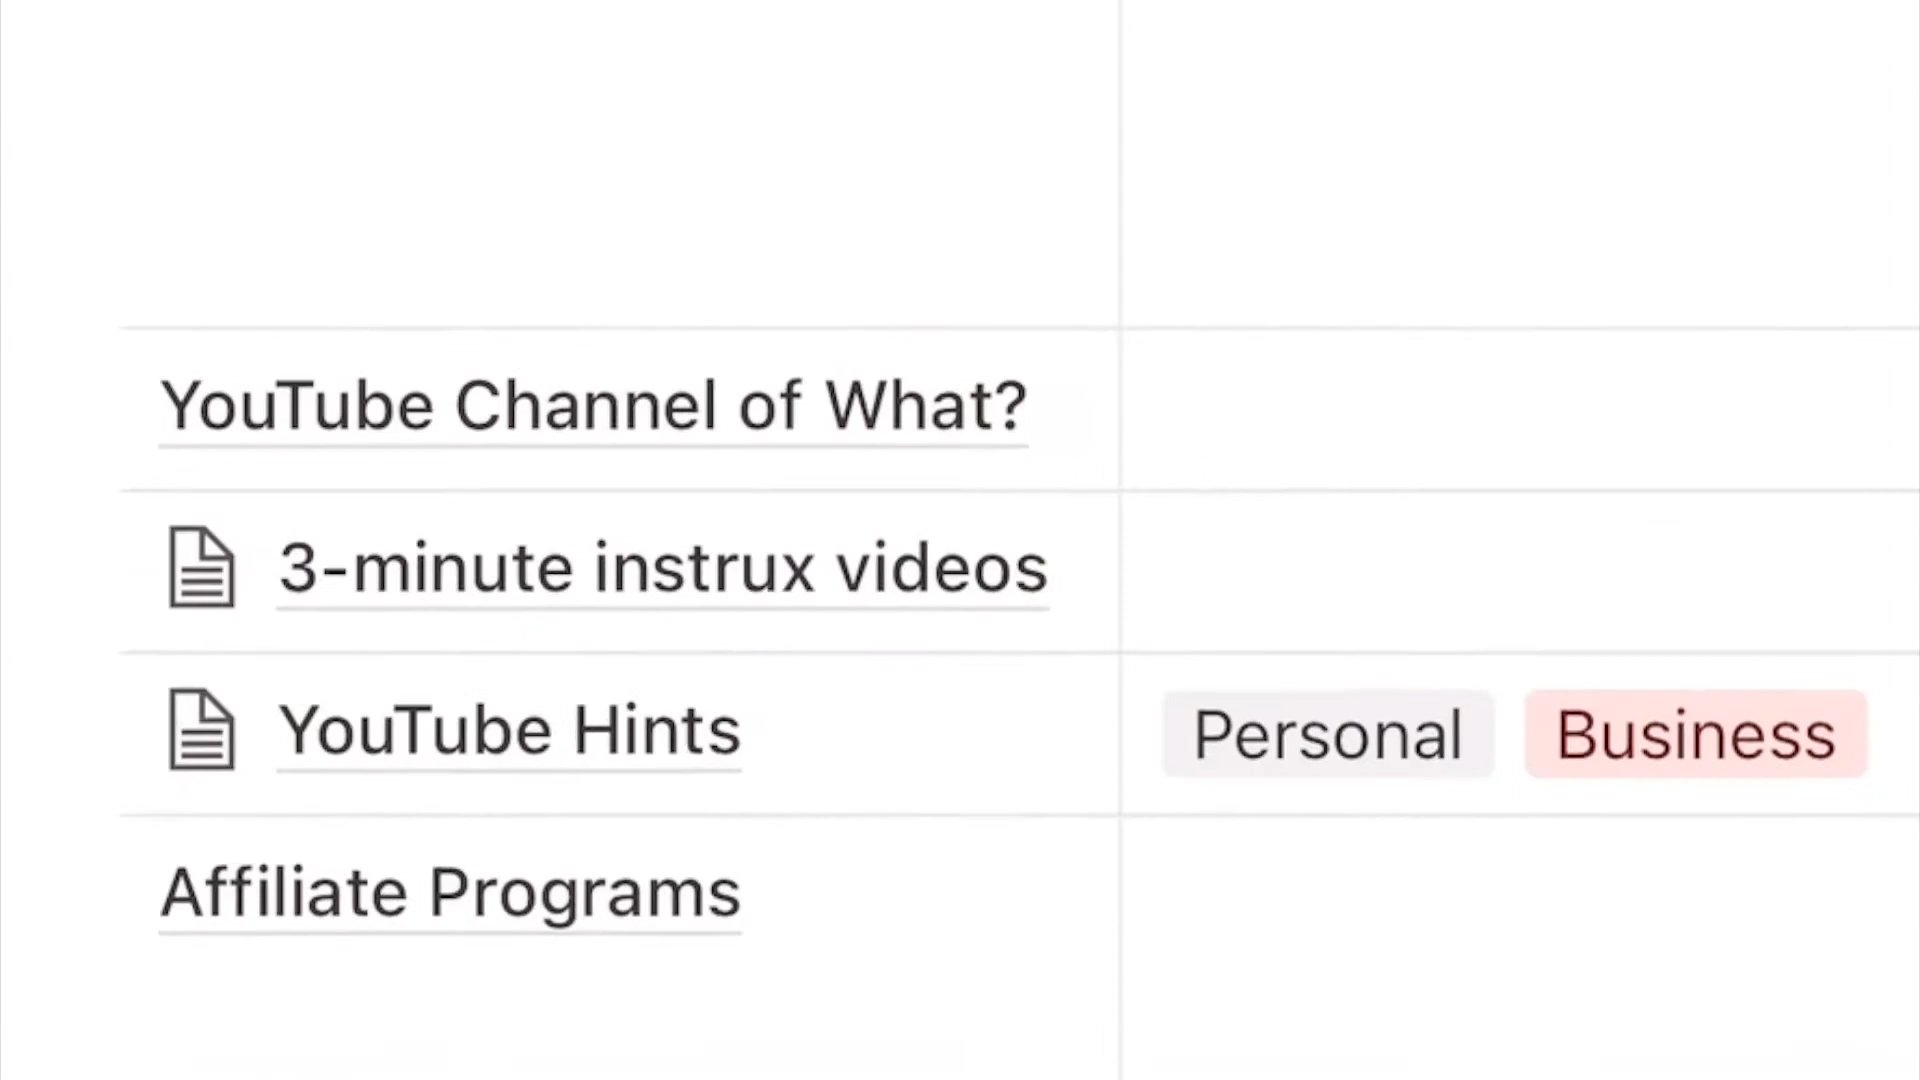 YouTube Channel of What?
3-minute instrux videos
YouTube Hints Personal Business
Affiliate Programs